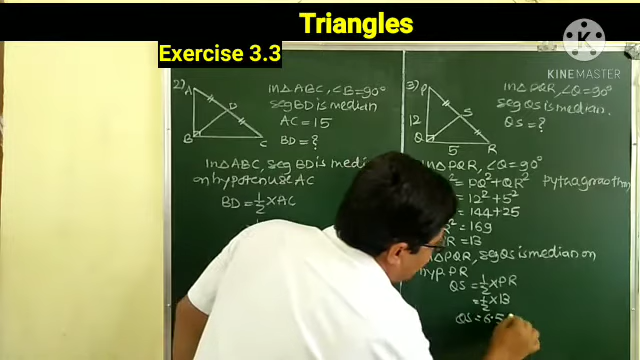 Triangles
Exercise 3.3
KINEMASTER
2) A
D
B
C
In △ABC, ∠B=90°
seg BD is median
AC=15
BD=?
In △ABC, seg BD is median
on hypotenuse AC
BD=1/2×AC
3) P
S
12
Q
5
R
In △PQR, ∠Q=90°
seg QS is median.
QS=?
In △PQR, ∠Q=90°
²=PQ²+QR²
=12²+5²
=144+25
²=169
R=13
△PQR, seg QS is median on
hyp. PR
QS=1/2×PR
=1/2×13
QS=6.5